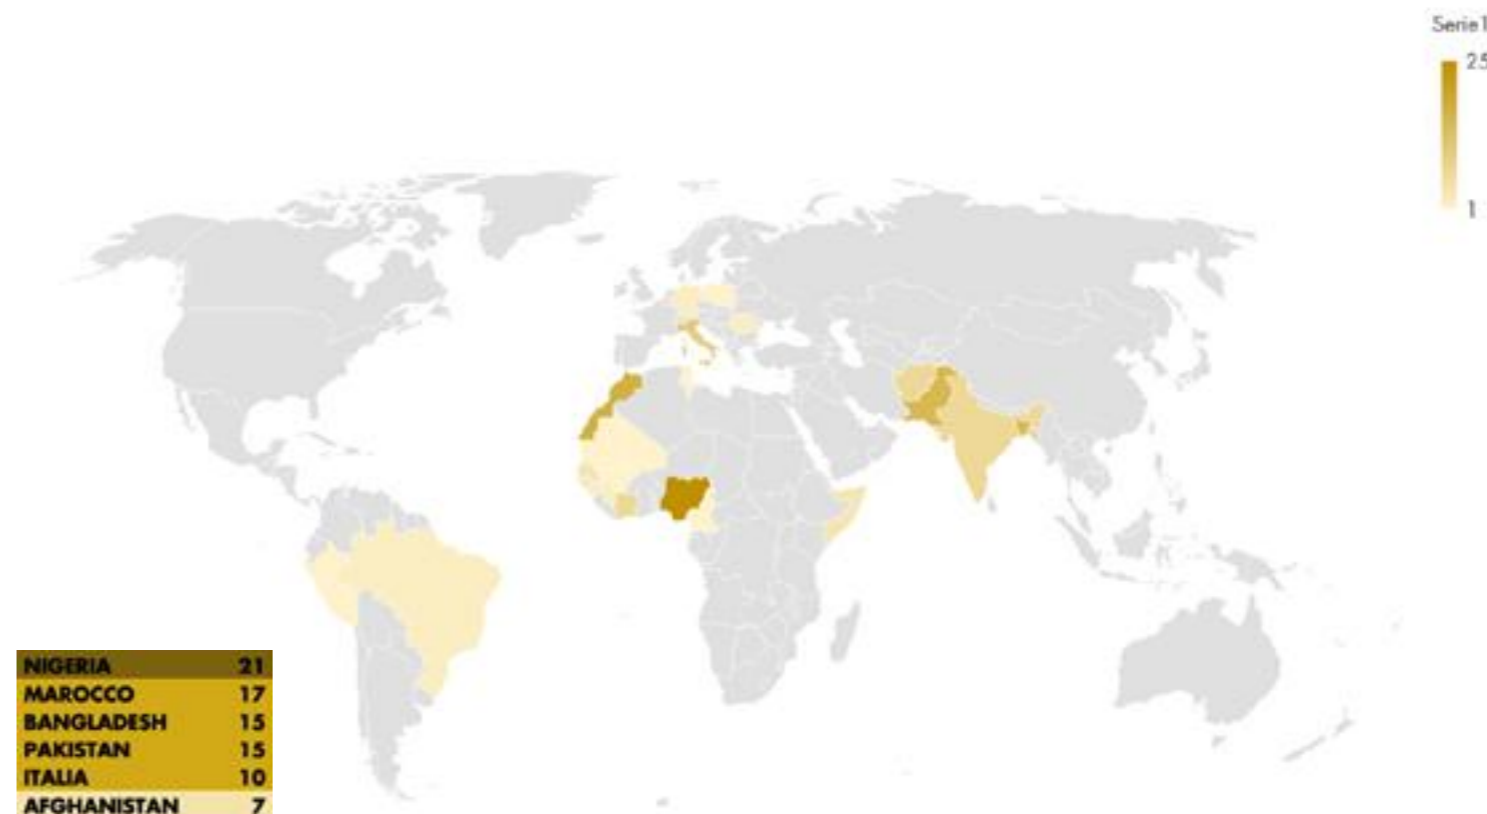 Serie1
25
1
NIGERIA 21
MAROCCO 17
BANGLADESH 15
PAKISTAN 15
ITALIA 10
AFGHANISTAN 7